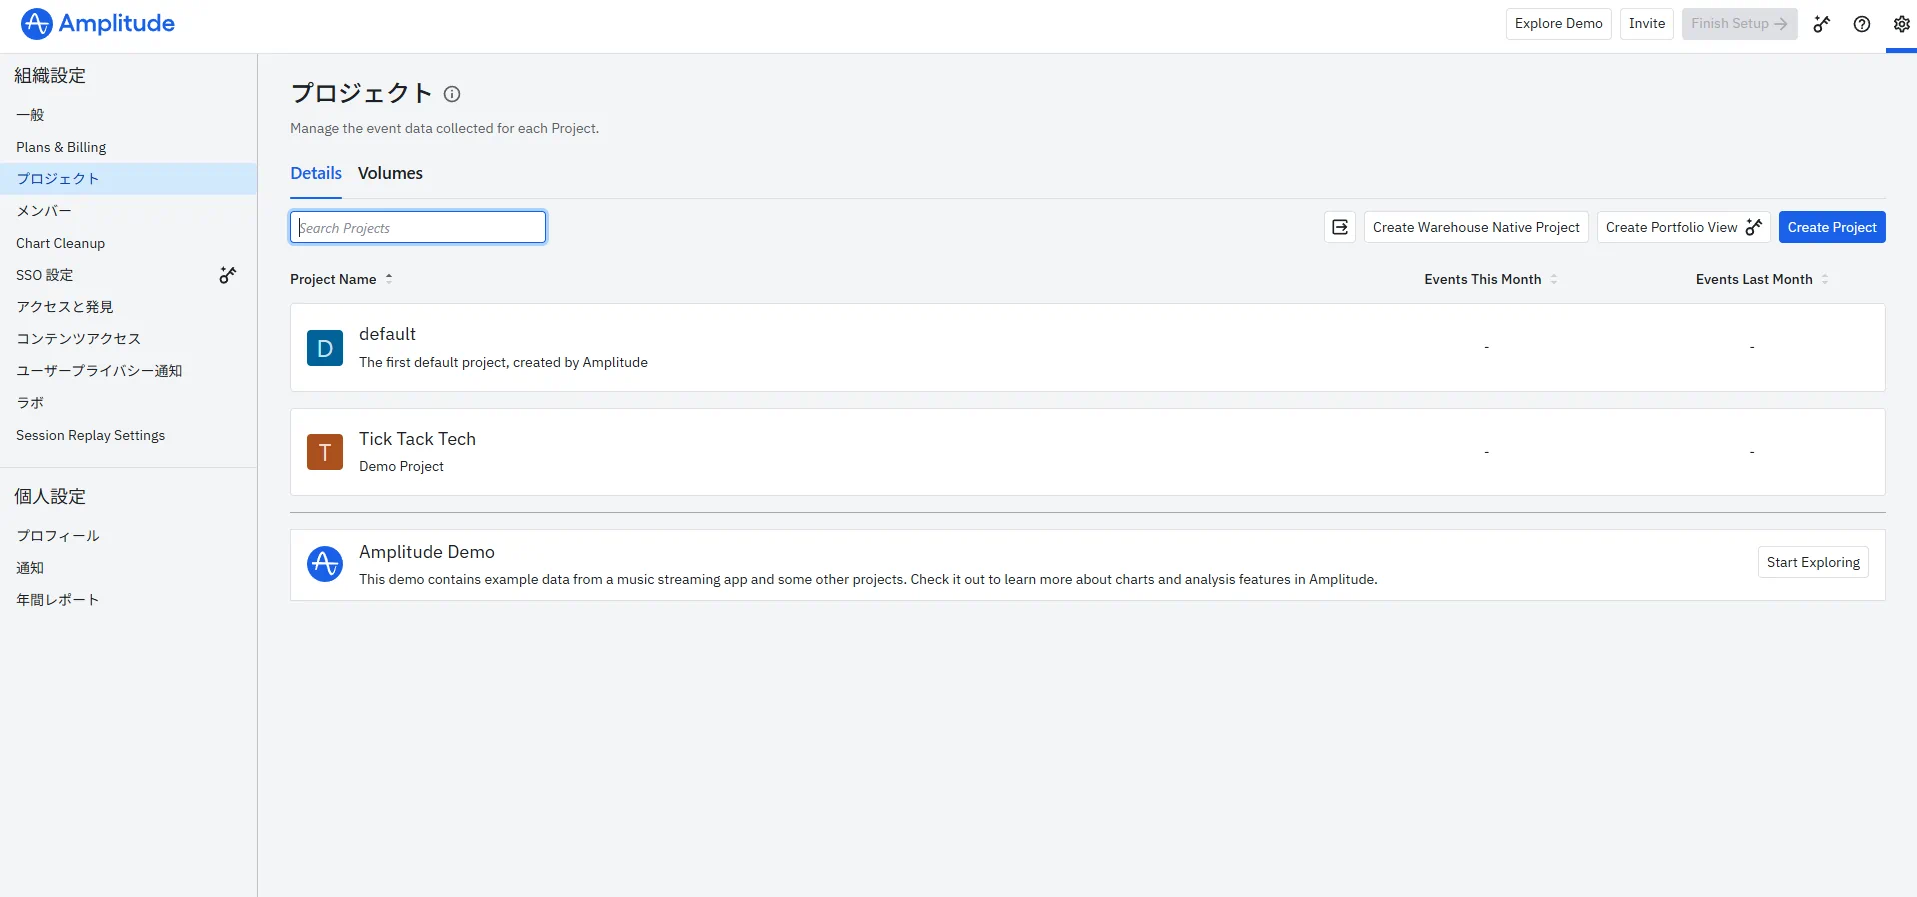 Amplitude
Explore Demo
Invite
Finish Setup
組織設定
一般
Plans & Billing
プロジェクト
メンバー
Chart Cleanup
SSO 設定
アクセスと発見
コンテンツアクセス
ユーザープライバシー通知
ラボ
Session Replay Settings
個人設定
プロフィール
通知
年間レポート
プロジェクト
Manage the event data collected for each Project.
Details Volumes
Search Projects
Create Warehouse Native Project
Create Portfolio View
Create Project
Project Name Events This Month Events Last Month
D
default
The first default project, created by Amplitude
- -
T
Tick Tack Tech
Demo Project
- -
Amplitude Demo
This demo contains example data from a music streaming app and some other projects. Check it out to learn more about charts and analysis features in Amplitude.
Start Exploring